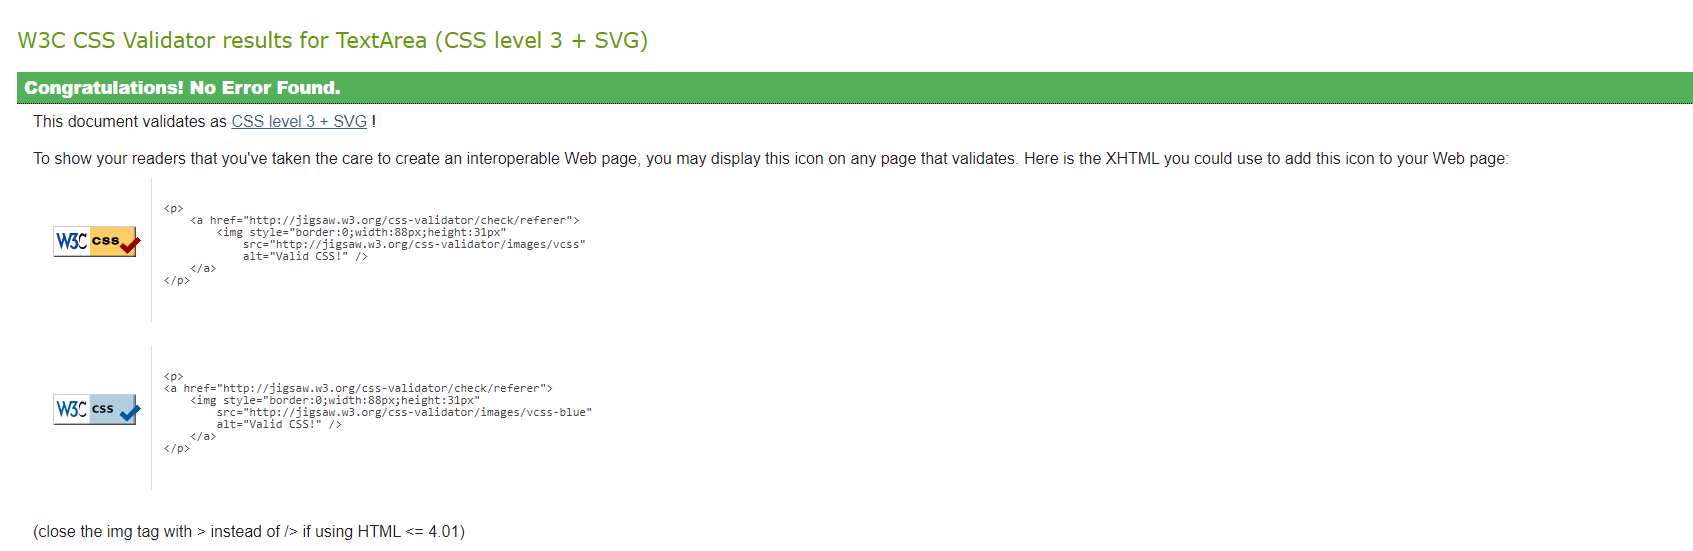 W3C CSS Validator results for TextArea (CSS level 3 + SVG)
Congratulations! No Error Found.
This document validates as CSS level 3 + SVG !
To show your readers that you've taken the care to create an interoperable Web page, you may display this icon on any page that validates. Here is the XHTML you could use to add this icon to your Web page:
W3C css
<p>
    <a href="http://jigsaw.w3.org/css-validator/check/referer">
        <img style="border:0;width:88px;height:31px"
            src="http://jigsaw.w3.org/css-validator/images/vcss"
            alt="Valid CSS!" />
    </a>
</p>
W3C css
<p>
<a href="http://jigsaw.w3.org/css-validator/check/referer">
    <img style="border:0;width:88px;height:31px"
        src="http://jigsaw.w3.org/css-validator/images/vcss-blue"
        alt="Valid CSS!" />
    </a>
</p>
(close the img tag with > instead of /> if using HTML <= 4.01)